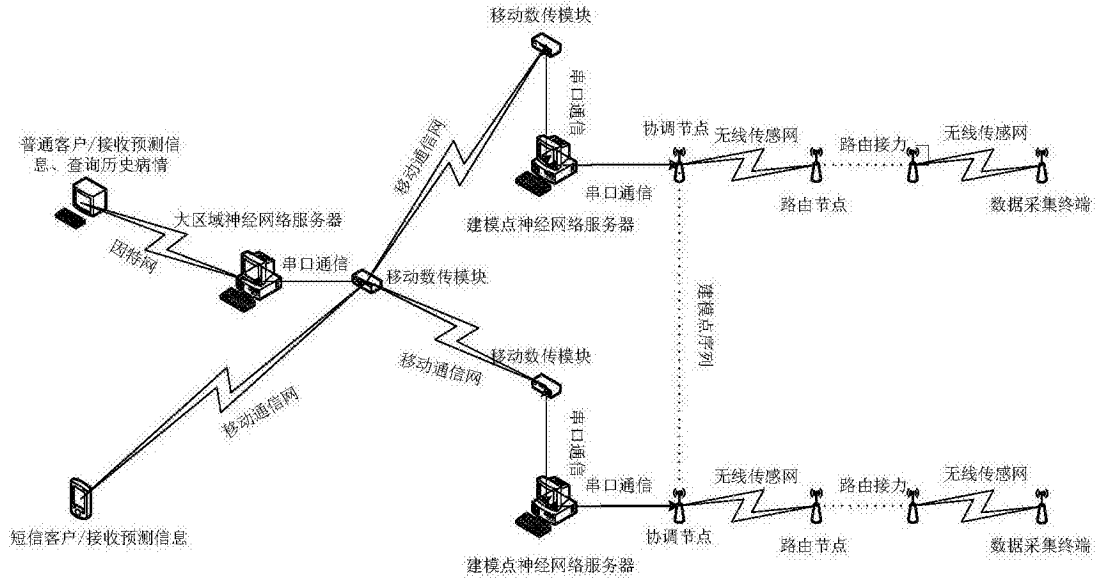 移动数传模块
串口通信
移动通信网
协调节点
无线传感网
路由接力
无线传感网
普通客户/接收预测信
息、查询历史病情
串口通信
路由节点
数据采集终端
建模点神经网络服务器
大区域神经网络服务器
因特网
串口通信
移动数传模块
建模点序列
移动数传模块
移动通信网
移动通信网
串口通信
串口通信
无线传感网
路由接力
无线传感网
短信客户/接收预测信息
协调节点
路由节点
数据采集终端
建模点神经网络服务器